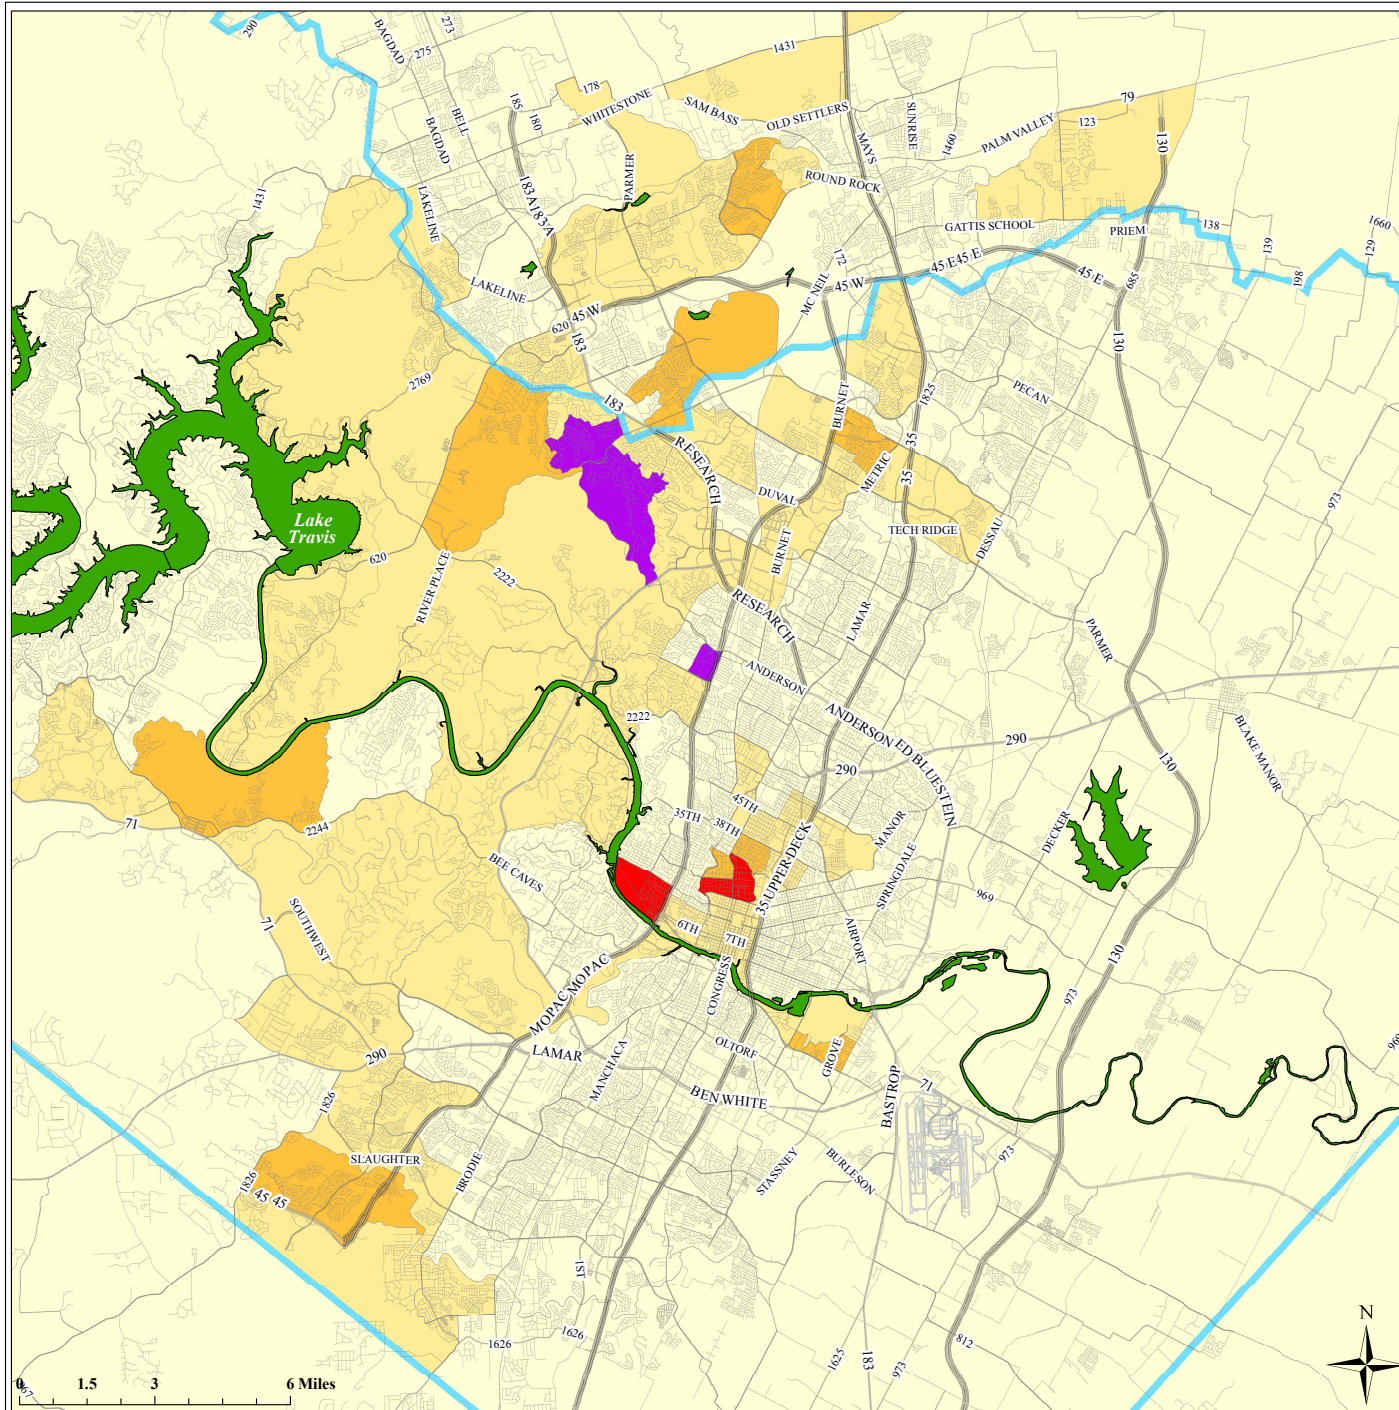 290
BAGDAD
273
275
1431
178
WHITESTONE
SAM BASS
OLD SETTLERS
185
180
BELL
BAGDAD
MAYS
SUNRISE
1460
PALM VALLEY
79
123
130
LAKELINE
183A
183A
PARMER
ROUND ROCK
1431
GATTIS SCHOOL
PRIEM
138
1660
139
129
198
172
45 E
45 E
45 E
685
LAKELINE
MC NEIL
45 W
620
45 W
183
130
2769
183
RESEARCH
BURNET
1825
PECAN
35
METRIC
35
DUVAL
973
Lake
Travis
TECH RIDGE
DESSAU
620
2222
RIVER PLACE
BURNET
RESEARCH
LAMAR
PARMER
ANDERSON
2222
ANDERSON
ED BLUESTEIN
290
290
BLAKE MANOR
130
71
2244
45TH
35TH
38TH
UPPER DECK
35
MANOR
DECKER
SPRINGDALE
BEE CAVES
969
71
SOUTHWEST
6TH
7TH
AIRPORT
MOPAC
MOPAC
CONGRESS
130
973
290
LAMAR
MANCHACA
OLTORF
GROVE
969
BEN WHITE
BASTROP
71
1826
SLAUGHTER
BRODIE
STASSNEY
BURLESON
973
1826
45
45
1ST
1626
1626
1625
183
973
812
N
967
0 1.5 3 6 Miles